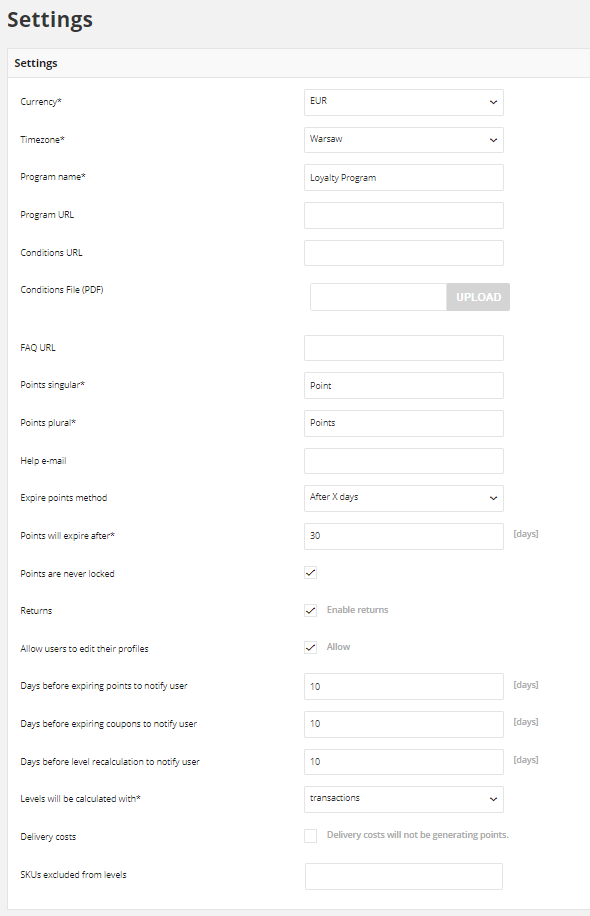 Settings
Settings
Currency* EUR
Timezone* Warsaw
Program name* Loyalty Program
Program URL
Conditions URL
Conditions File (PDF) UPLOAD
FAQ URL
Points singular* Point
Points plural* Points
Help e-mail
Expire points method After X days
Points will expire after* 30 [days]
Points are never locked
Returns Enable returns
Allow users to edit their profiles Allow
Days before expiring points to notify user 10 [days]
Days before expiring coupons to notify user 10 [days]
Days before level recalculation to notify user 10 [days]
Levels will be calculated with* transactions
Delivery costs Delivery costs will not be generating points.
SKUs excluded from levels